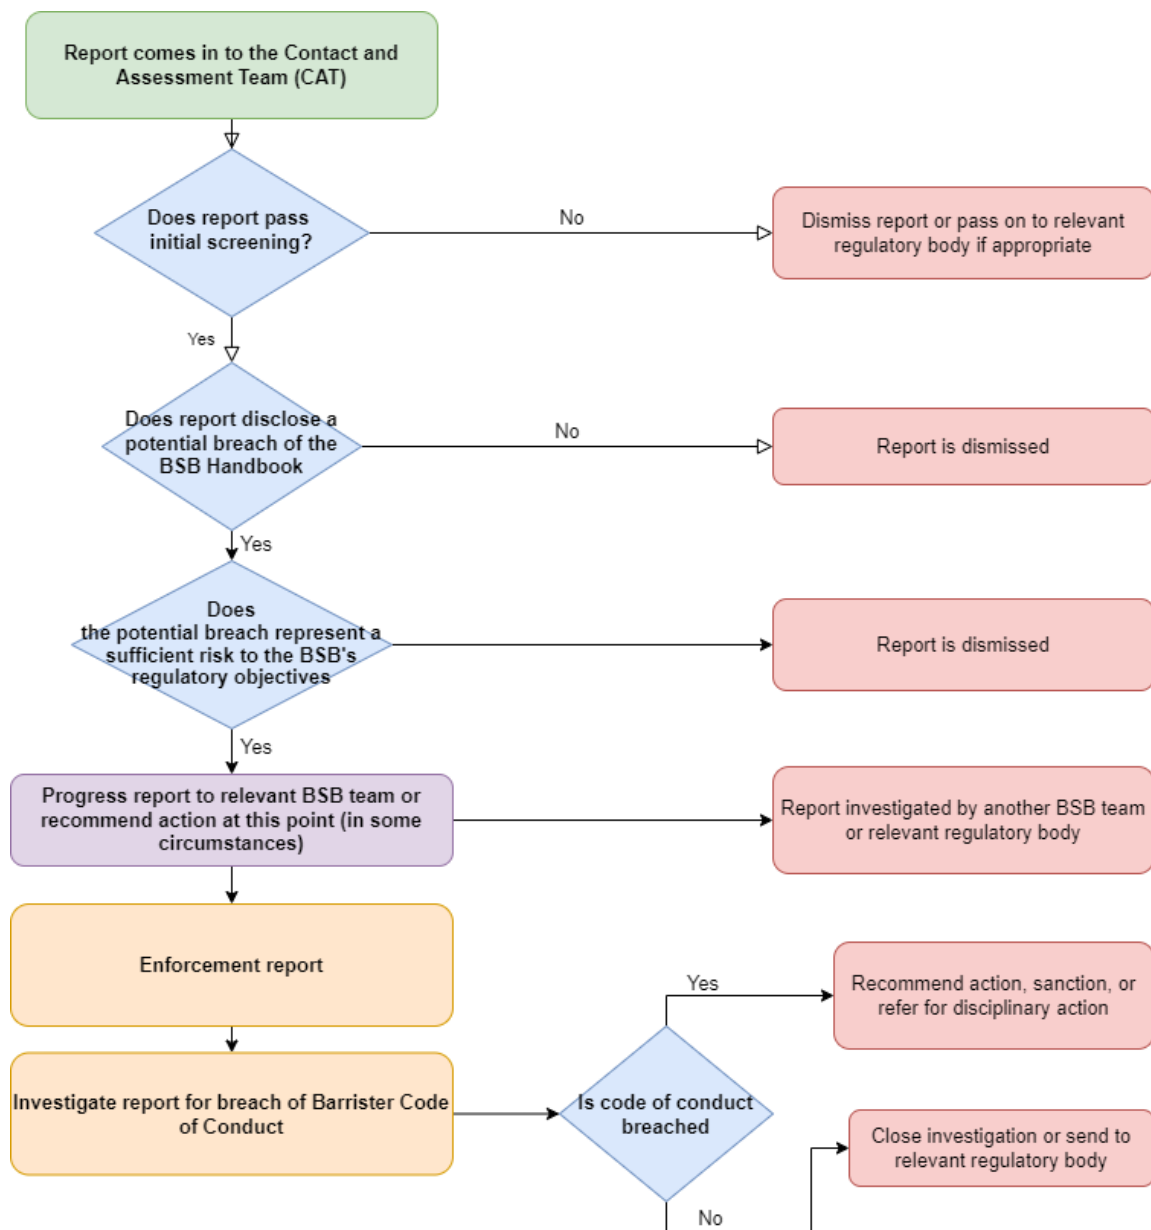 Report comes in to the Contact and
Assessment Team (CAT)
Does report pass
initial screening?
No
Dismiss report or pass on to relevant
regulatory body if appropriate
Yes
Does report disclose a
potential breach of the
BSB Handbook
No
Report is dismissed
Yes
Does
the potential breach represent a
sufficient risk to the BSB's
regulatory objectives
Report is dismissed
Yes
Progress report to relevant BSB team or
recommend action at this point (in some
circumstances)
Report investigated by another BSB team
or relevant regulatory body
Enforcement report
Yes
Recommend action, sanction, or
refer for disciplinary action
Investigate report for breach of Barrister Code
of Conduct
Is code of conduct
breached
Close investigation or send to
relevant regulatory body
No